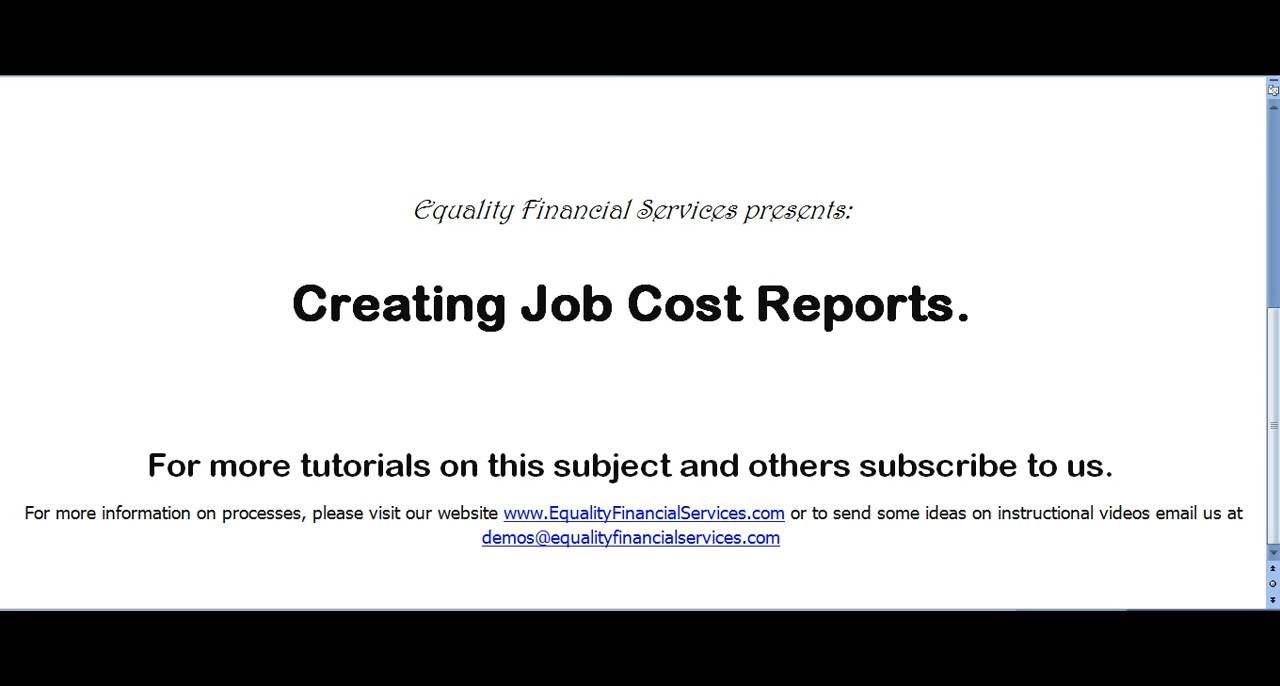 Equality Financial Services presents:
Creating Job Cost Reports.
For more tutorials on this subject and others subscribe to us.
For more information on processes, please visit our website www.EqualityFinancialServices.com or to send some ideas on instructional videos email us at
demos@equalityfinancialservices.com